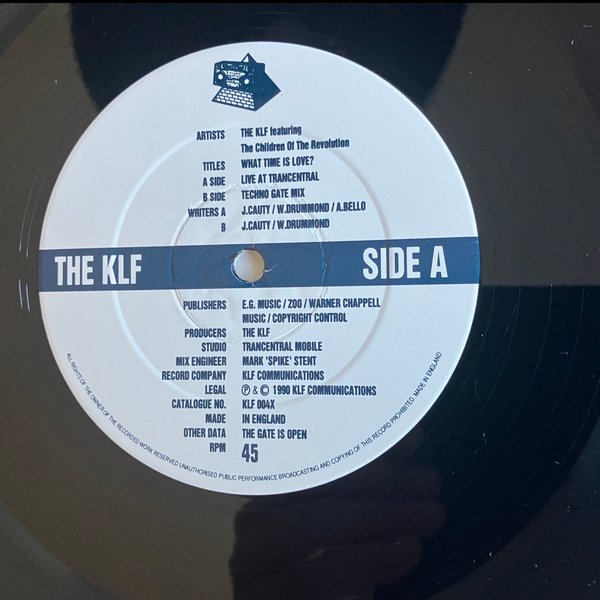 ARTISTS THE KLF featuring
The Children Of The Revolution
TITLES WHAT TIME IS LOVE?
A SIDE LIVE AT TRANCENTRAL
B SIDE TECHNO GATE MIX
WRITERS A J.CAUTY / W.DRUMMOND / A.BELLO
B J.CAUTY / W.DRUMMOND
THE KLF SIDE A
PUBLISHERS E.G. MUSIC / ZOO / WARNER CHAPPELL
MUSIC / COPYRIGHT CONTROL
PRODUCERS THE KLF
STUDIO TRANCENTRAL MOBILE
MIX ENGINEER MARK 'SPIKE' STENT
RECORD COMPANY KLF COMMUNICATIONS
LEGAL ℗ & © 1990 KLF COMMUNICATIONS
CATALOGUE NO. KLF 004X
MADE IN ENGLAND
OTHER DATA THE GATE IS OPEN
RPM 45
ALL RIGHTS OF THE OWNER OF THE RECORDED WORK RESERVED UNAUTHORISED PUBLIC PERFORMANCE BROADCASTING AND COPYING OF THIS RECORD PROHIBITED. MADE IN ENGLAND